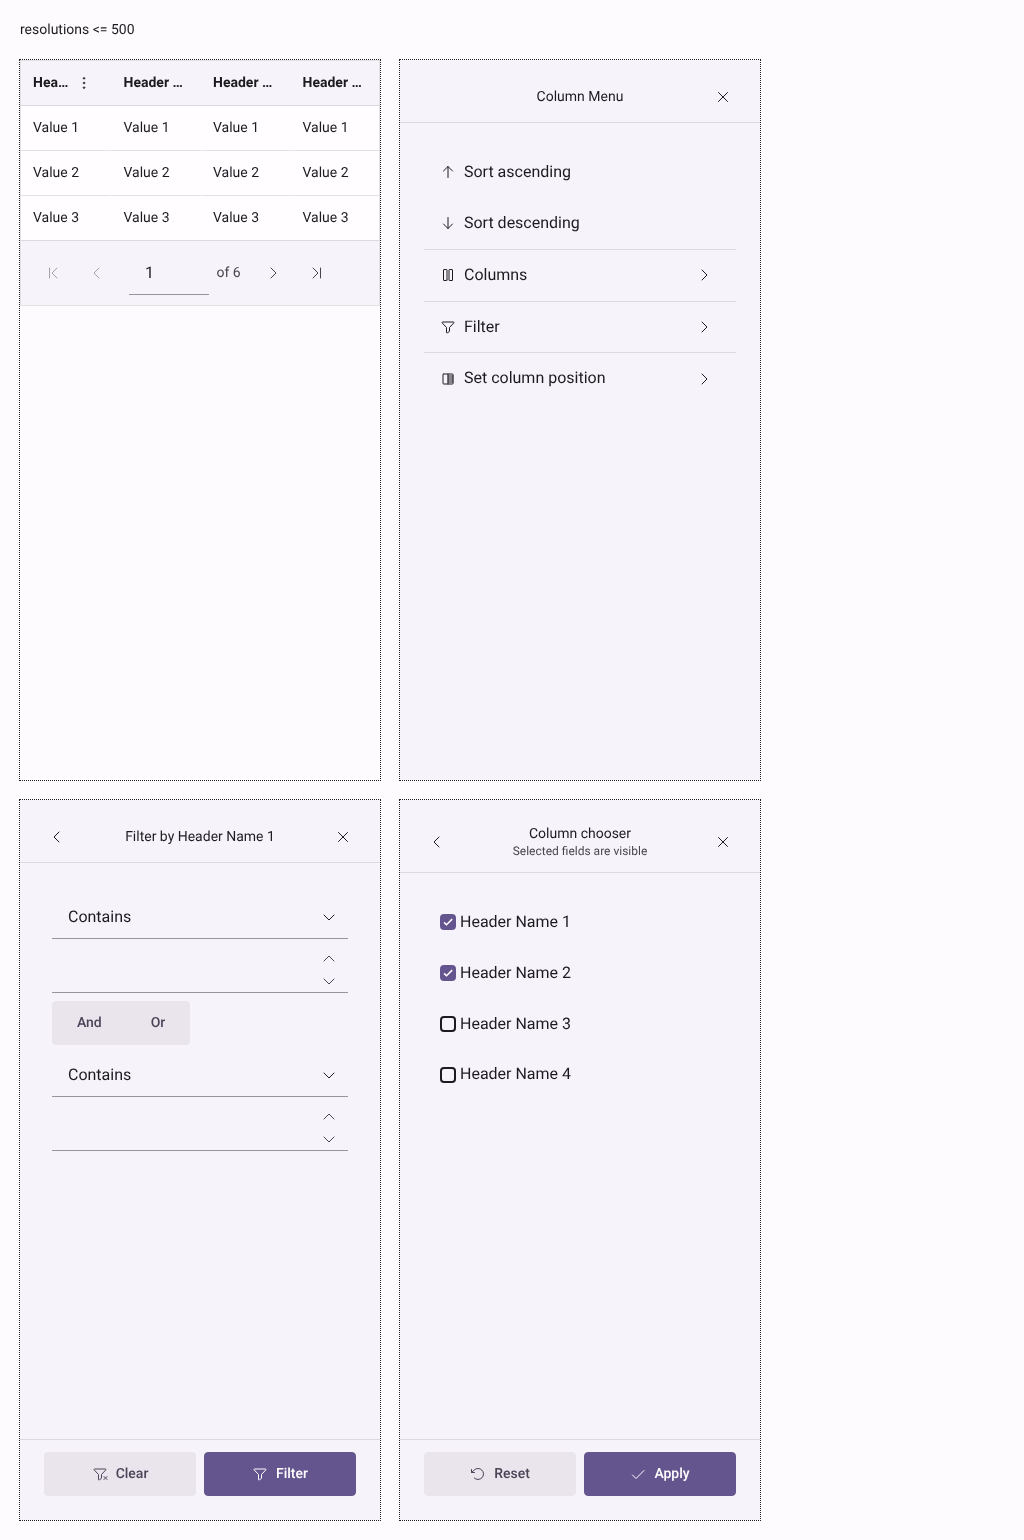 resolutions <= 500
Hea... Header ... Header ... Header ...
Value 1 Value 1 Value 1 Value 1
Value 2 Value 2 Value 2 Value 2
Value 3 Value 3 Value 3 Value 3
1 of 6
Column Menu
Sort ascending
Sort descending
Columns
Filter
Set column position
Filter by Header Name 1
Contains
And Or
Contains
Clear Filter
Column chooser
Selected fields are visible
Header Name 1
Header Name 2
Header Name 3
Header Name 4
Reset Apply